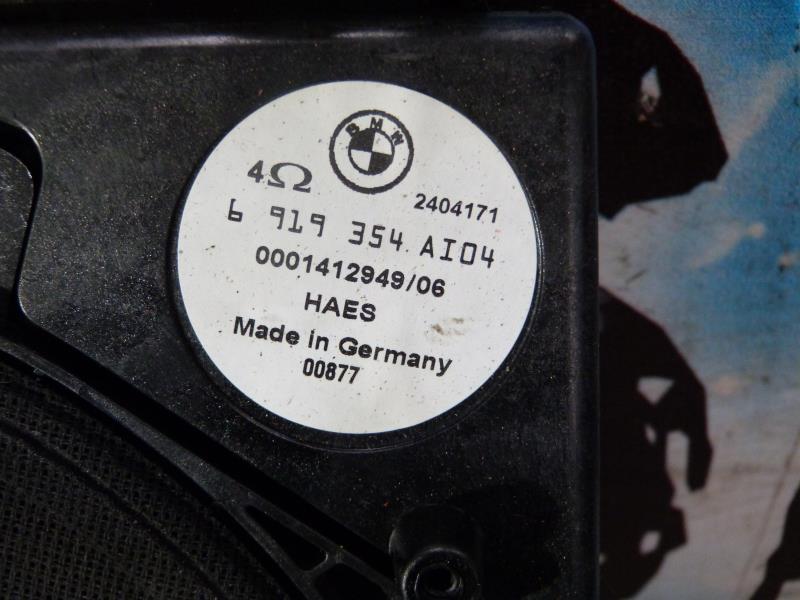 BMW
4Ω
2404171
6 919 354 AI04
0001412949/06
HAES
Made in Germany
00877